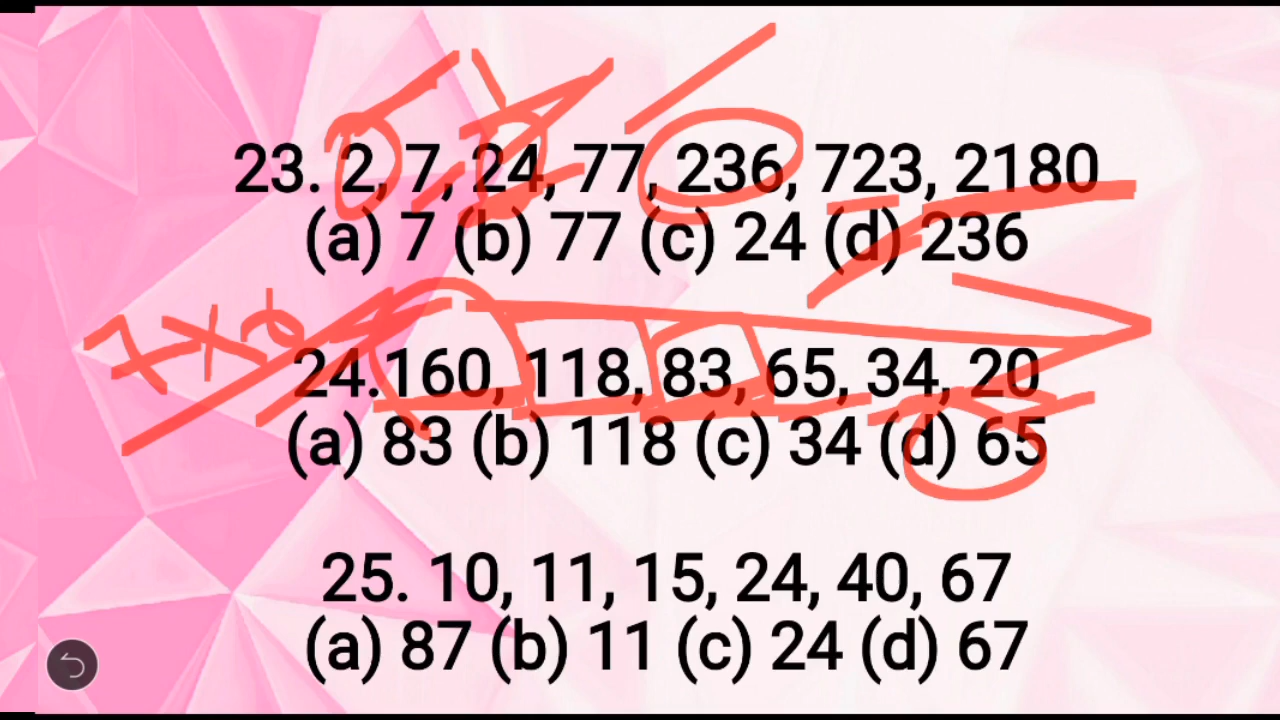 23. 2, 7, 24, 77, 236, 723, 2180
(a) 7 (b) 77 (c) 24 (d) 236
7x2
24.160, 118, 83, 65, 34, 20
(a) 83 (b) 118 (c) 34 (d) 65
25. 10, 11, 15, 24, 40, 67
(a) 87 (b) 11 (c) 24 (d) 67